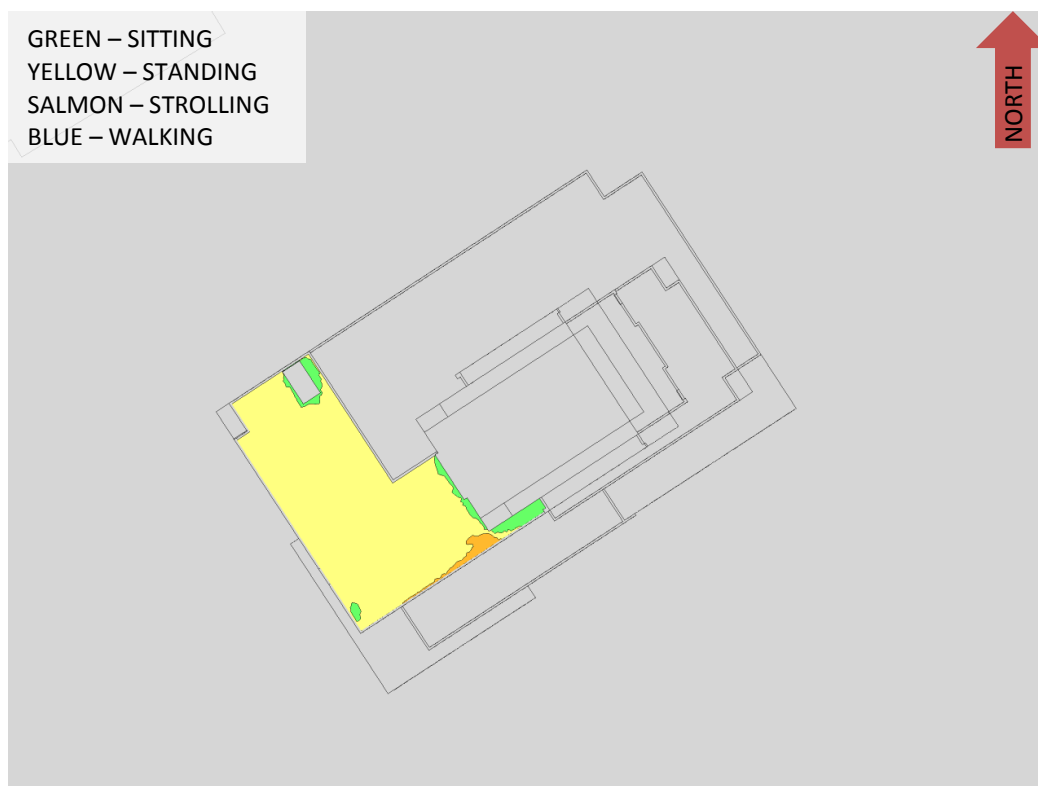 GREEN – SITTING
YELLOW – STANDING
SALMON – STROLLING
BLUE – WALKING
NORTH